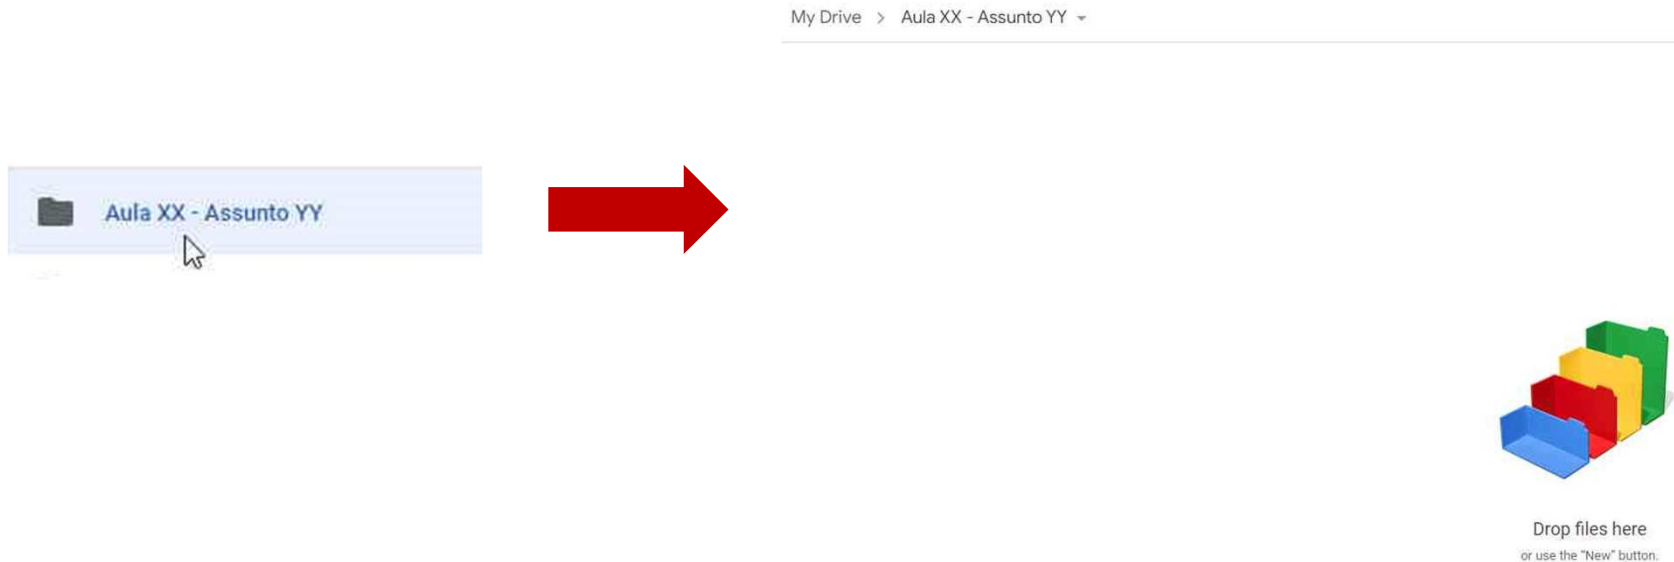 My Drive > Aula XX - Assunto YY
Aula XX - Assunto YY
Drop files here
or use the "New" button.